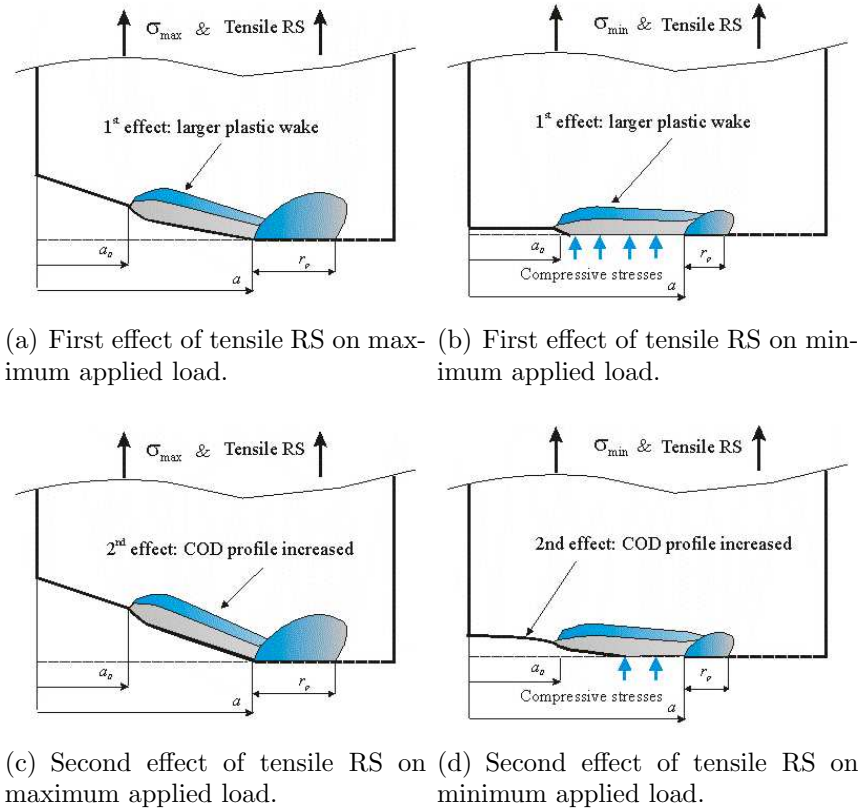 σmax & Tensile RS
1st effect: larger plastic wake
ao
a
rp
σmin & Tensile RS
1st effect: larger plastic wake
ao
Compressive stresses
rp
a
(a) First effect of tensile RS on max-
imum applied load.
(b) First effect of tensile RS on min-
imum applied load.
σmax & Tensile RS
2nd effect: COD profile increased
ao
a
rp
σmin & Tensile RS
2nd effect: COD profile increased
ao
Compressive stresses
rp
a
(c) Second effect of tensile RS on
maximum applied load.
(d) Second effect of tensile RS on
minimum applied load.